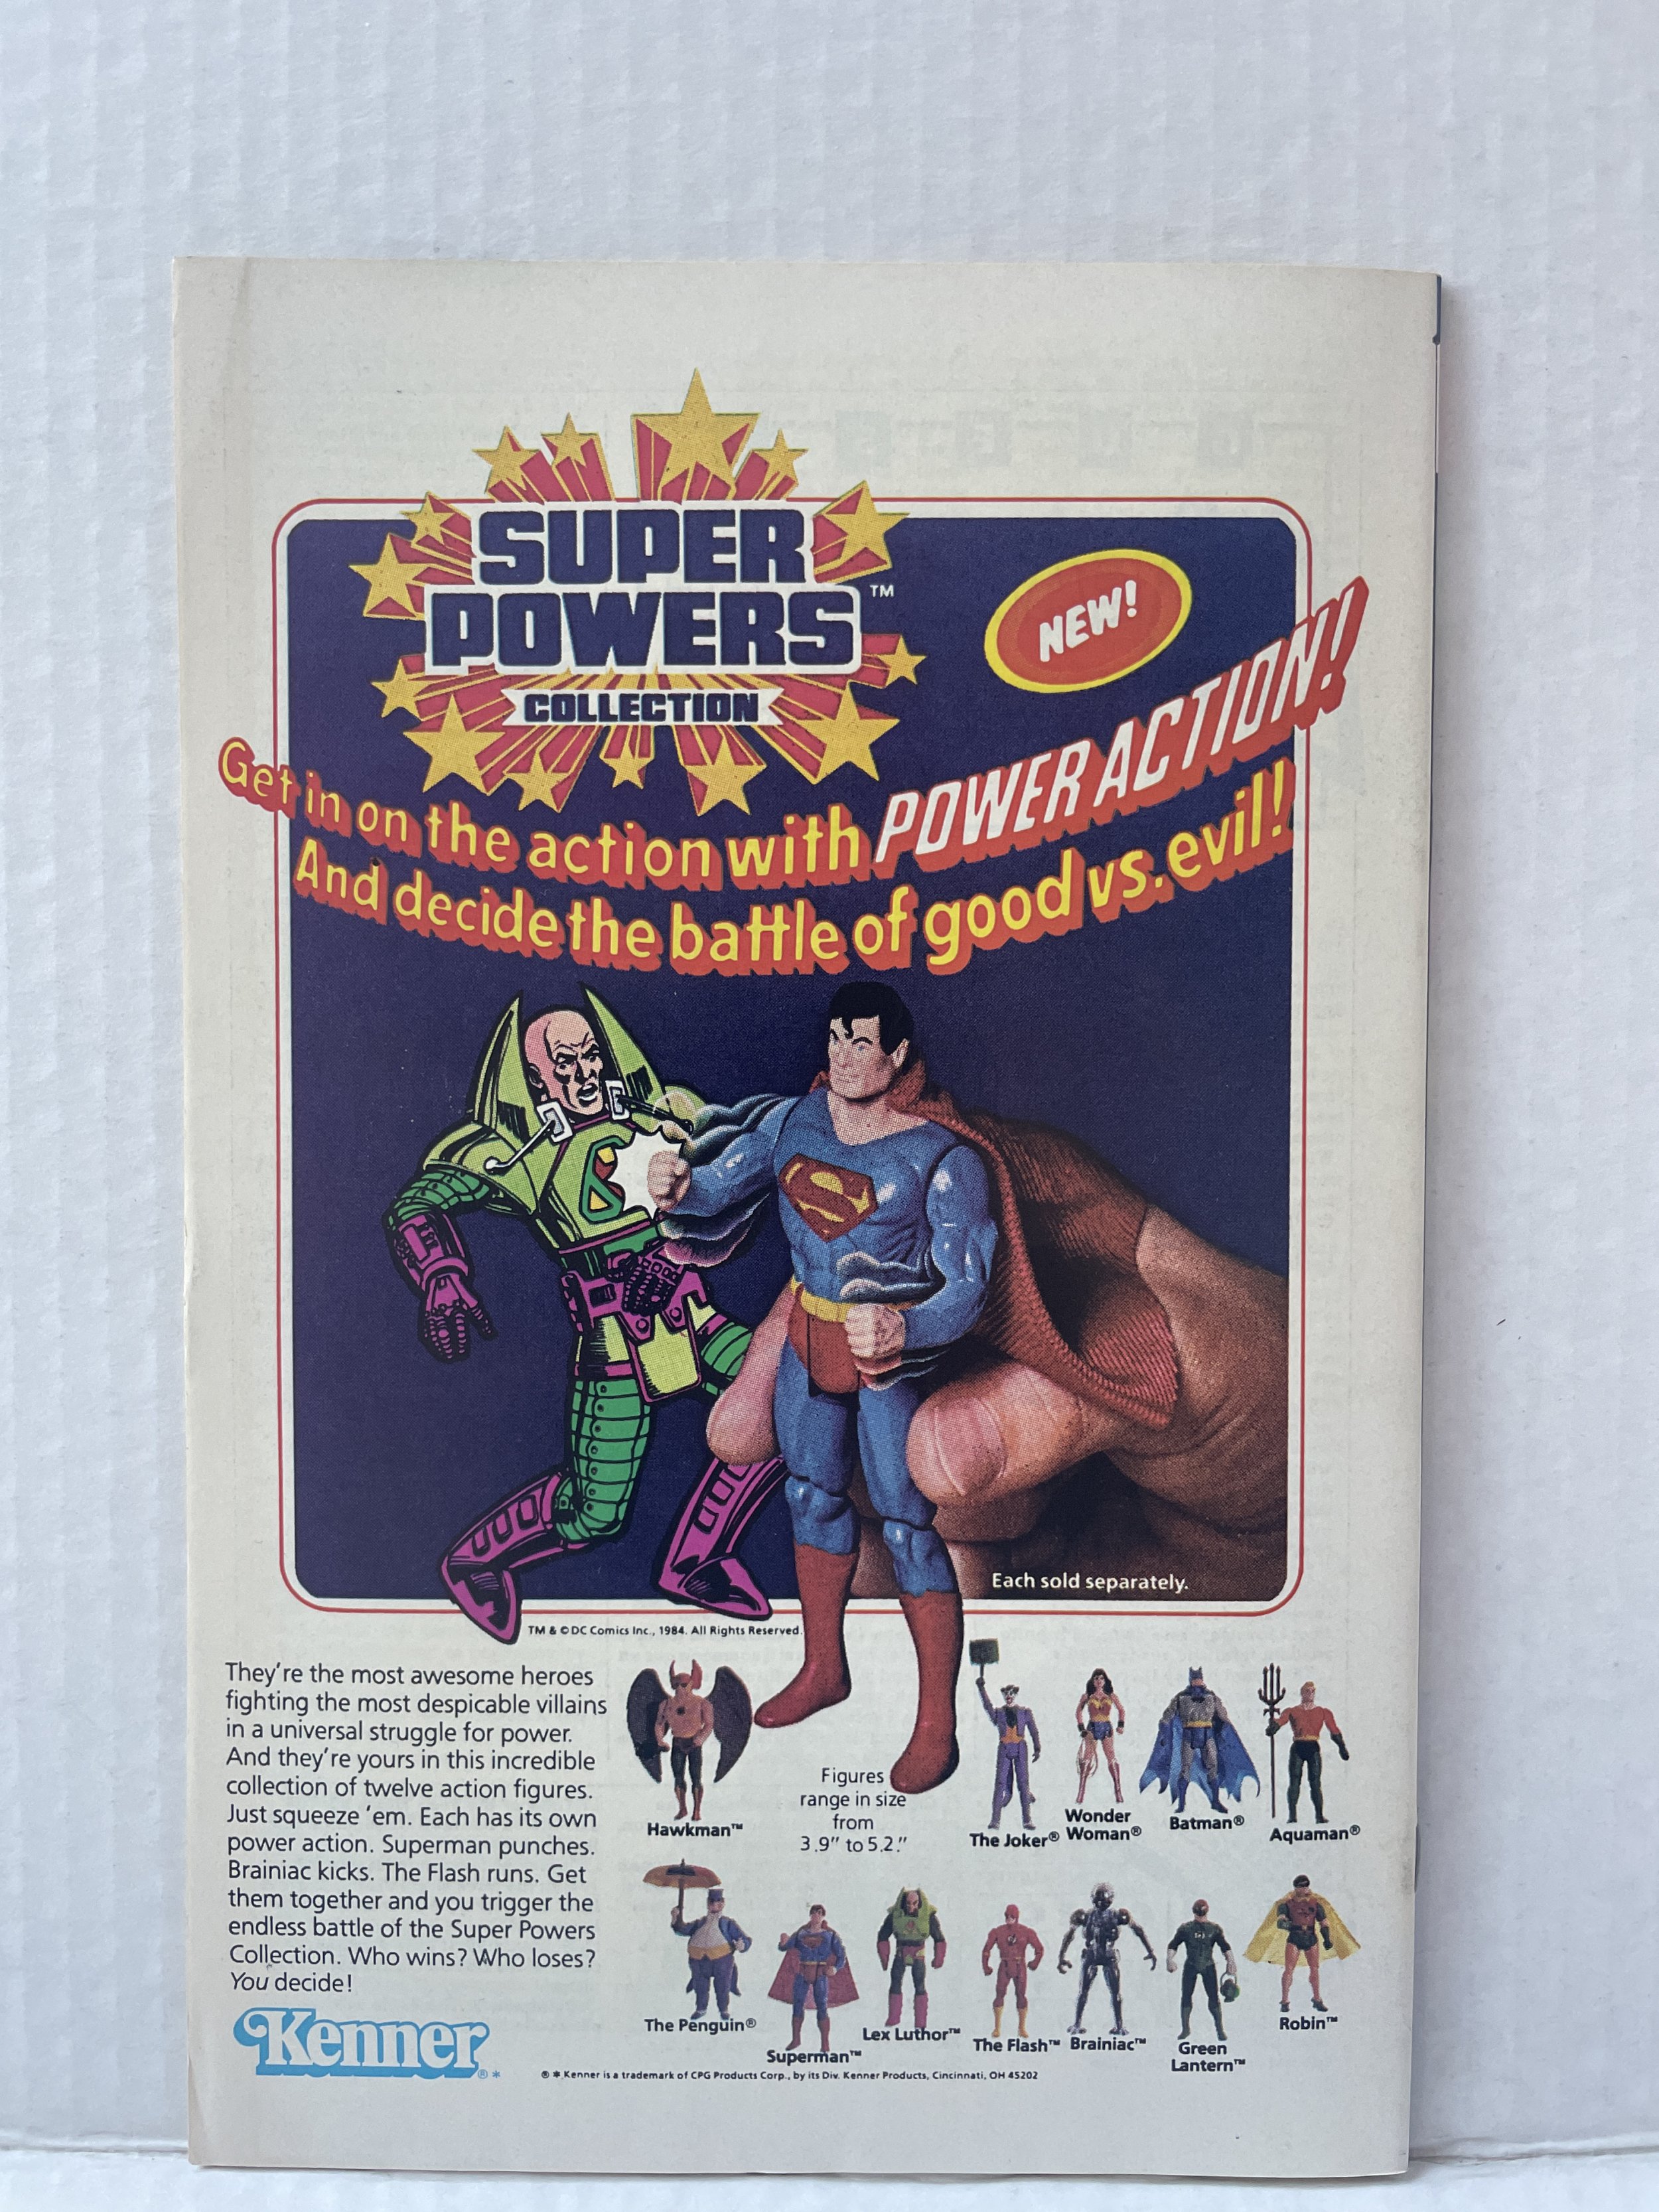 SUPER
POWERS™
COLLECTION
NEW!
Get in on the action with POWER ACTION!
And decide the battle of good vs. evil!
Each sold separately.
TM & © DC Comics Inc., 1984. All Rights Reserved.
They're the most awesome heroes
fighting the most despicable villains
in a universal struggle for power.
And they're yours in this incredible
collection of twelve action figures.
Just squeeze 'em. Each has its own
power action. Superman punches.
Brainiac kicks. The Flash runs. Get
them together and you trigger the
endless battle of the Super Powers
Collection. Who wins? Who loses?
You decide!
Hawkman™
Figures
range in size
from
3.9" to 5.2."
The Joker®
Wonder
Woman®
Batman®
Aquaman®
The Penguin®
Superman™
Lex Luthor™
The Flash™
Brainiac™
Green
Lantern™
Robin™
Kenner®*
® * Kenner is a trademark of CPG Products Corp., by its Div. Kenner Products, Cincinnati, OH 45202